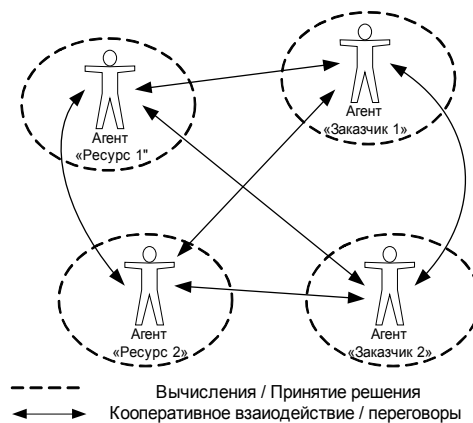 Агент
«Ресурс 1"
Агент
«Заказчик 1»
Агент
«Ресурс 2»
Агент
«Заказчик 2»
Вычисления / Принятие решения
Кооперативное взаиодействие / переговоры